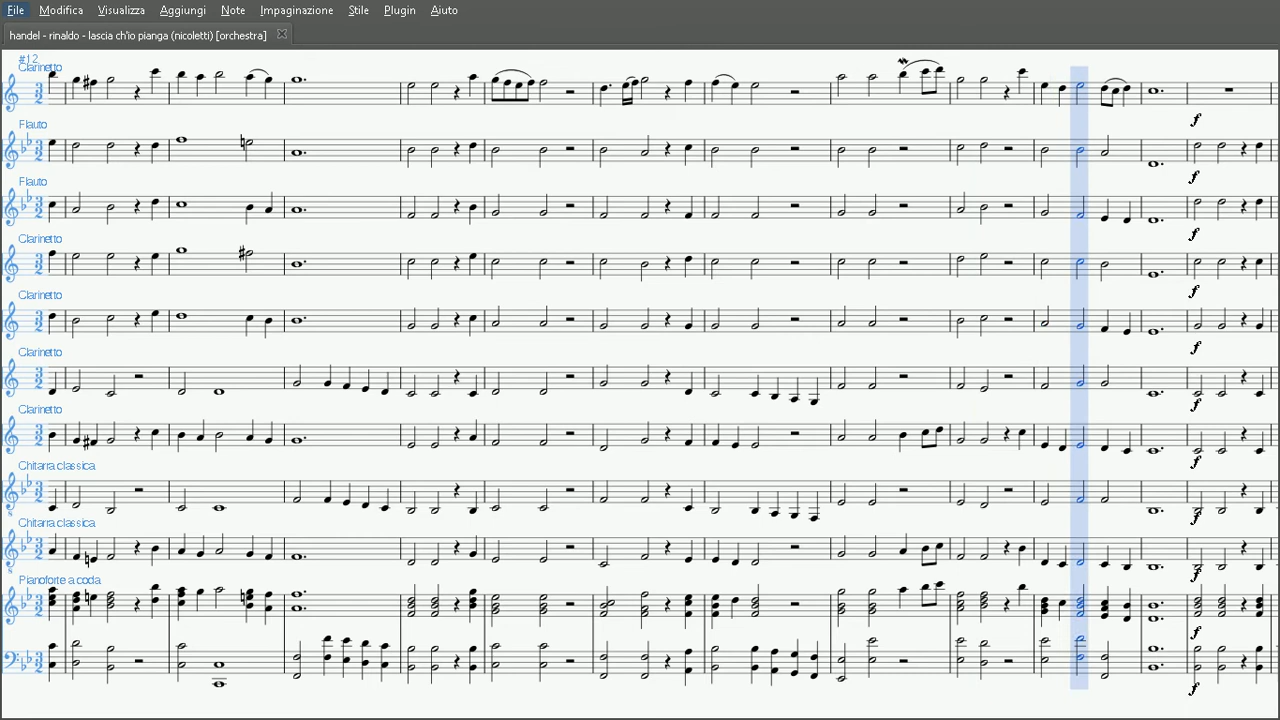 File Modifica Visualizza Aggiungi Note Impaginazione Stile Plugin Aiuto
handel - rinaldo - lascia ch'io pianga (nicoletti) [orchestra]
#12
Clarinetto
Flauto
f
Flauto
f
Clarinetto
f
Clarinetto
f
Clarinetto
f
Clarinetto
f
Chitarra classica
f
Chitarra classica
f
Pianoforte a coda
f
f